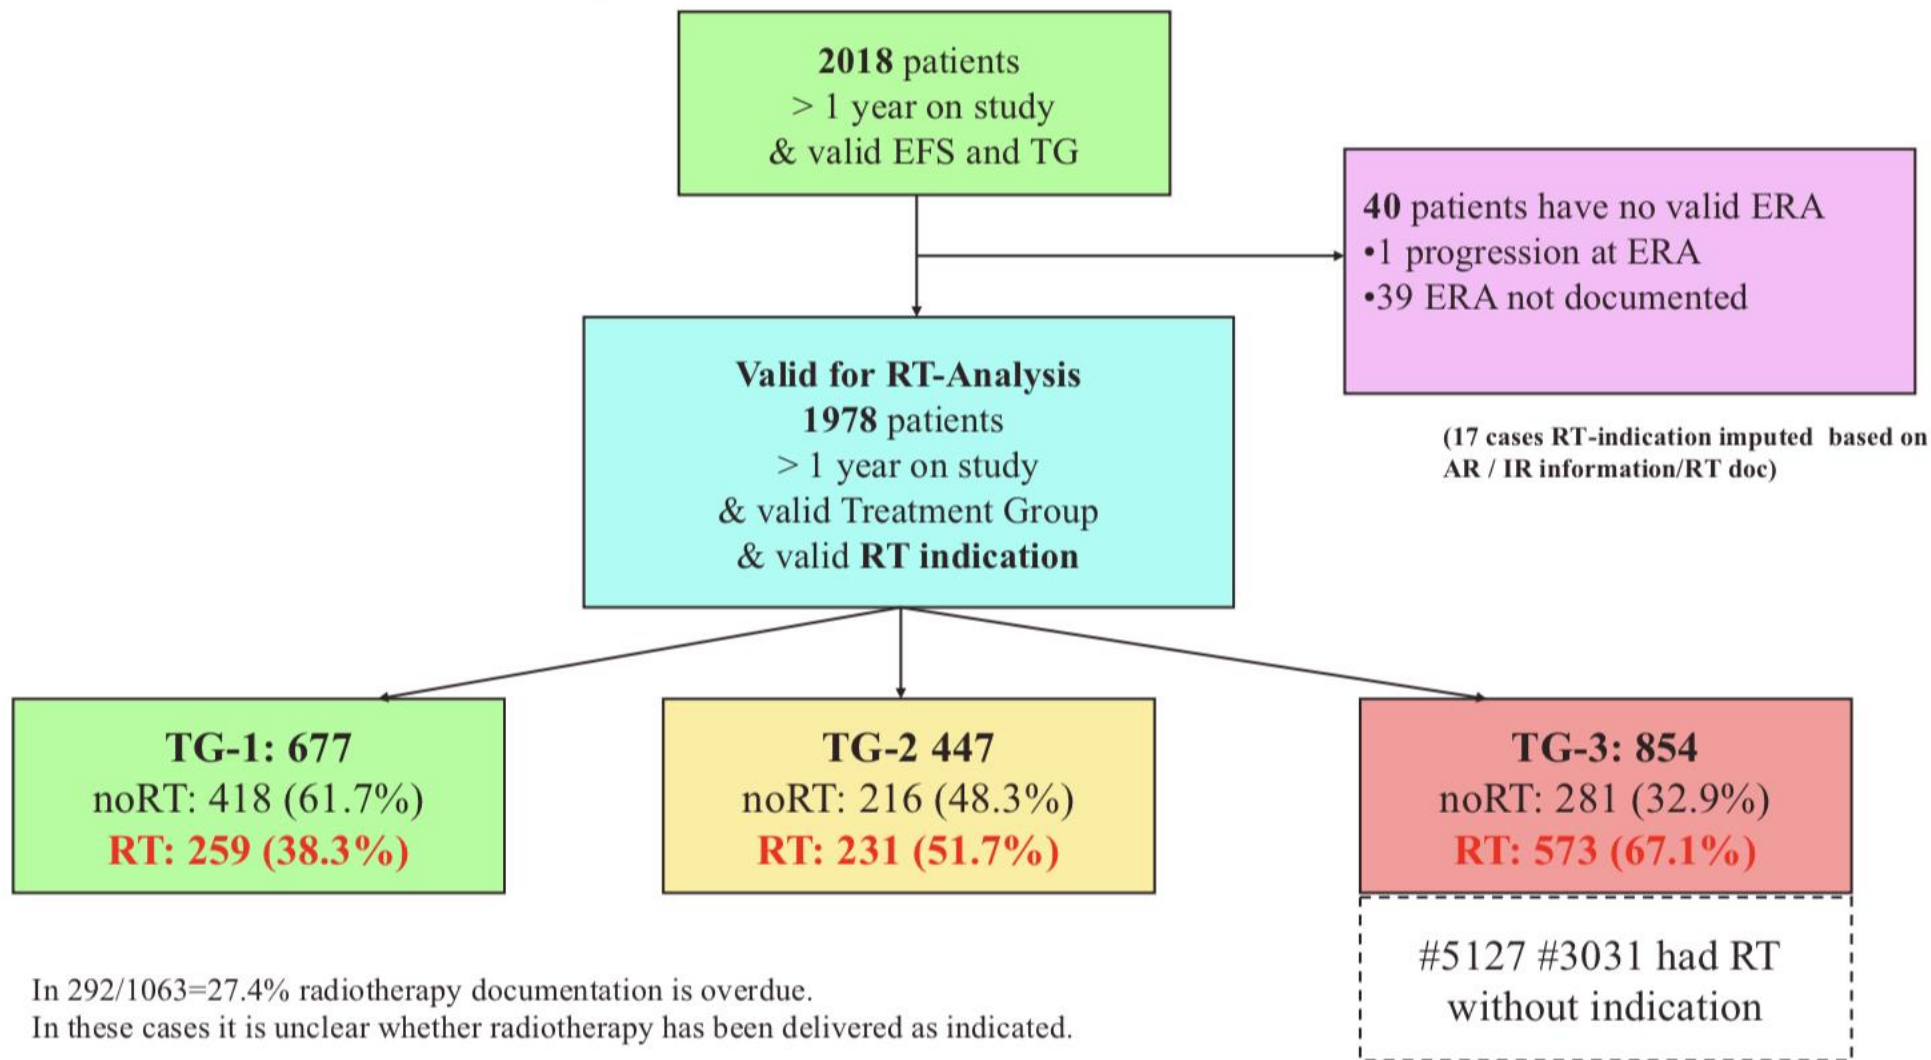 2018 patients
> 1 year on study
& valid EFS and TG
40 patients have no valid ERA
•1 progression at ERA
•39 ERA not documented
Valid for RT-Analysis
1978 patients
> 1 year on study
& valid Treatment Group
& valid RT indication
(17 cases RT-indication imputed based on
AR / IR information/RT doc)
TG-1: 677
noRT: 418 (61.7%)
RT: 259 (38.3%)
TG-2 447
noRT: 216 (48.3%)
RT: 231 (51.7%)
TG-3: 854
noRT: 281 (32.9%)
RT: 573 (67.1%)
#5127 #3031 had RT
without indication
In 292/1063=27.4% radiotherapy documentation is overdue.
In these cases it is unclear whether radiotherapy has been delivered as indicated.